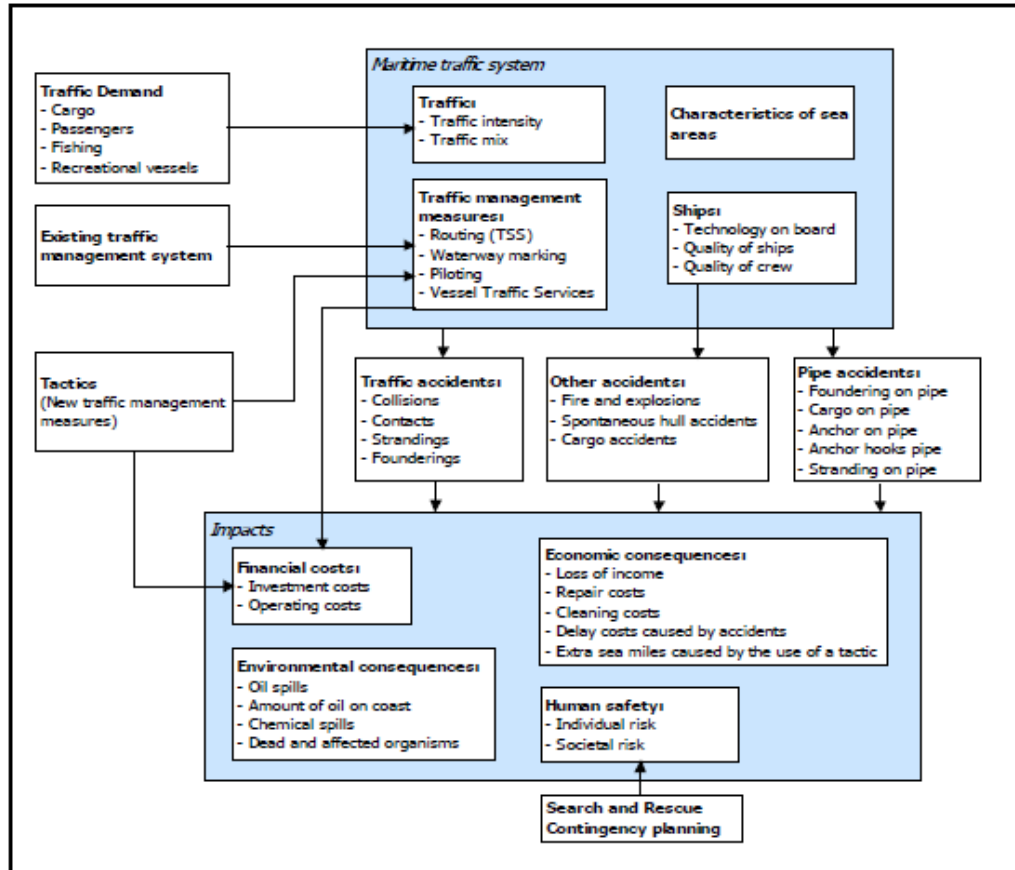 Maritime traffic system
Traffic Demand
- Cargo
- Passengers
- Fishing
- Recreational vessels
Traffic:
- Traffic intensity
- Traffic mix
Characteristics of sea
areas
Existing traffic
management system
Traffic management
measures:
- Routing (TSS)
- Waterway marking
- Piloting
- Vessel Traffic Services
Ships:
- Technology on board
- Quality of ships
- Quality of crew
Tactics
(New traffic management
measures)
Traffic accidents:
- Collisions
- Contacts
- Strandings
- Founderings
Other accidents:
- Fire and explosions
- Spontaneous hull accidents
- Cargo accidents
Pipe accidents:
- Foundering on pipe
- Cargo on pipe
- Anchor on pipe
- Anchor hooks pipe
- Stranding on pipe
Impacts
Financial costs:
- Investment costs
- Operating costs
Economic consequences:
- Loss of income
- Repair costs
- Cleaning costs
- Delay costs caused by accidents
- Extra sea miles caused by the use of a tactic
Environmental consequences:
- Oil spills
- Amount of oil on coast
- Chemical spills
- Dead and affected organisms
Human safety:
- Individual risk
- Societal risk
Search and Rescue
Contingency planning